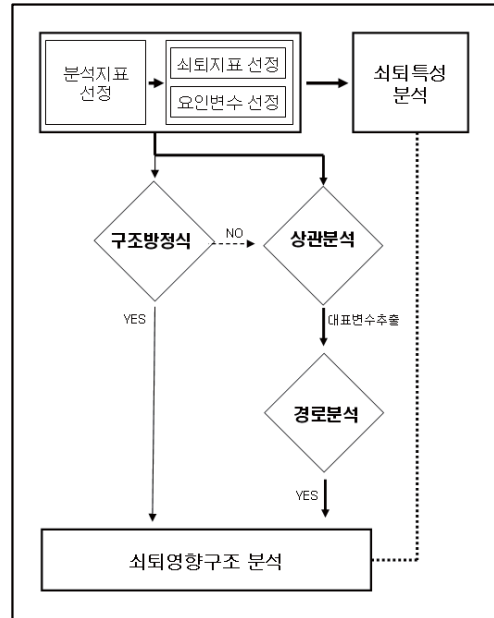 분석지표
선정
쇠퇴지표 선정
요인변수 선정
쇠퇴특성
분석
구조방정식
NO
상관분석
YES
대표변수추출
경로분석
YES
쇠퇴영향구조 분석